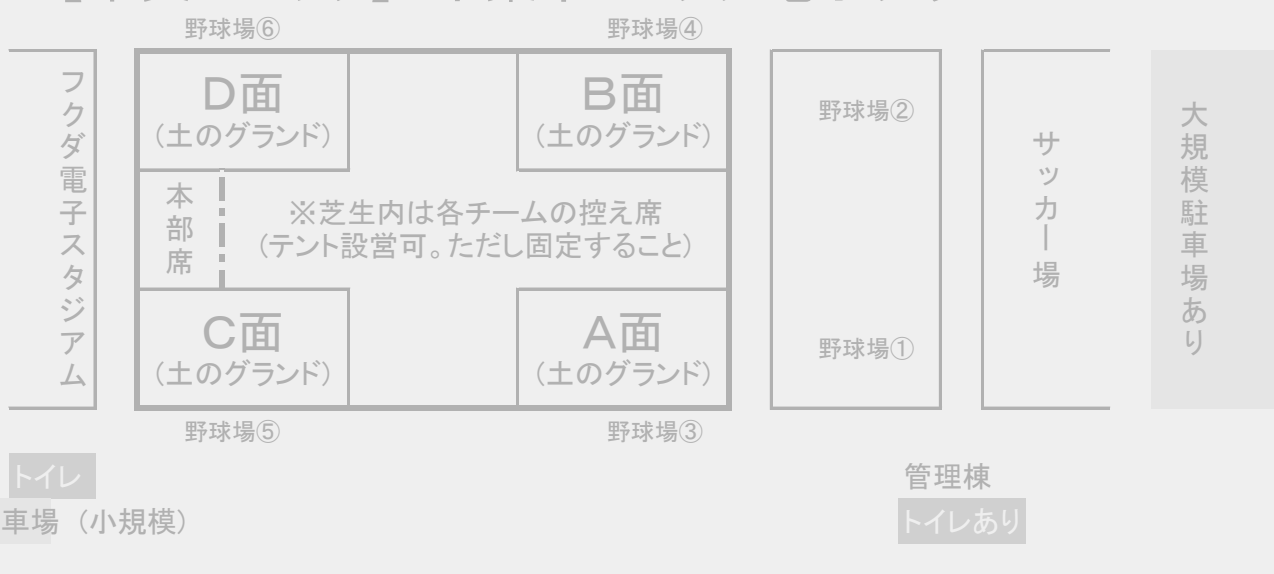 野球場⑥
野球場④
フクダ電子スタジアム
D面
(土のグランド)
B面
(土のグランド)
野球場②
サッカー場
大規模駐車場あり
本部席
※芝生内は各チームの控え席
(テント設営可。ただし固定すること)
C面
(土のグランド)
A面
(土のグランド)
野球場①
野球場⑤
野球場③
トイレ
管理棟
車場（小規模）
トイレあり